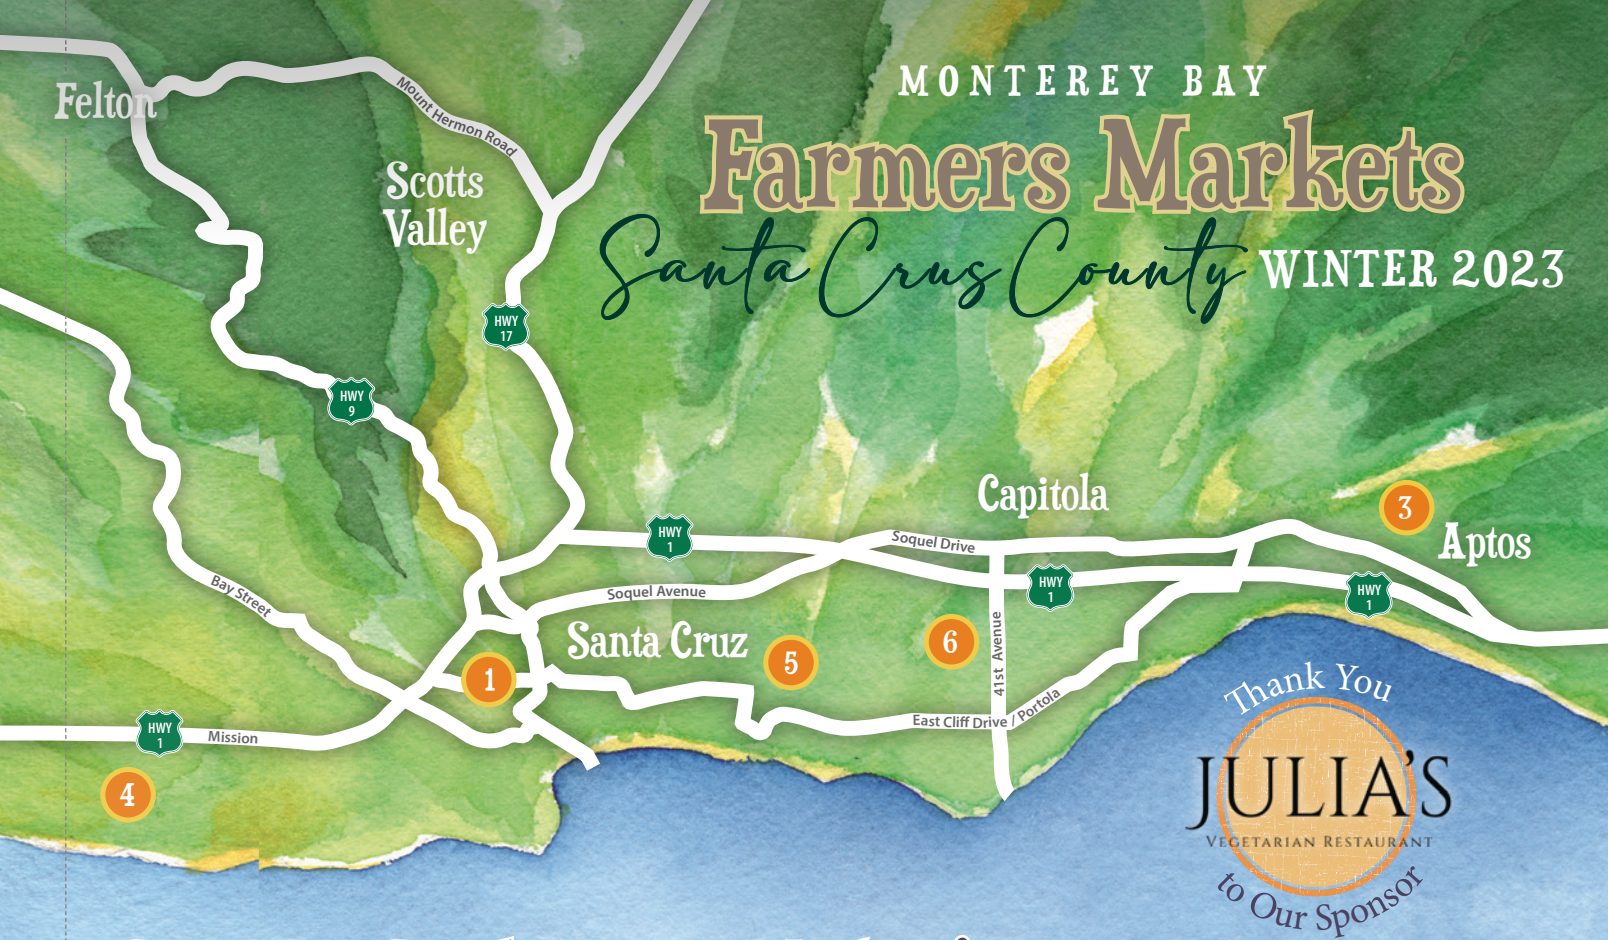 MONTEREY BAY
Farmers Markets
Santa Crus County WINTER 2023
Felton
Mount Hermon Road
Scotts
Valley
HWY
17
HWY
9
Capitola
3
Aptos
HWY
1
Soquel Drive
HWY
1
HWY
1
Bay Street
Soquel Avenue
Santa Cruz
5
6
41st Avenue
1
East Cliff Drive / Portola
HWY
1
Mission
4
Thank You
JULIA'S
VEGETARIAN RESTAURANT
to Our Sponsor